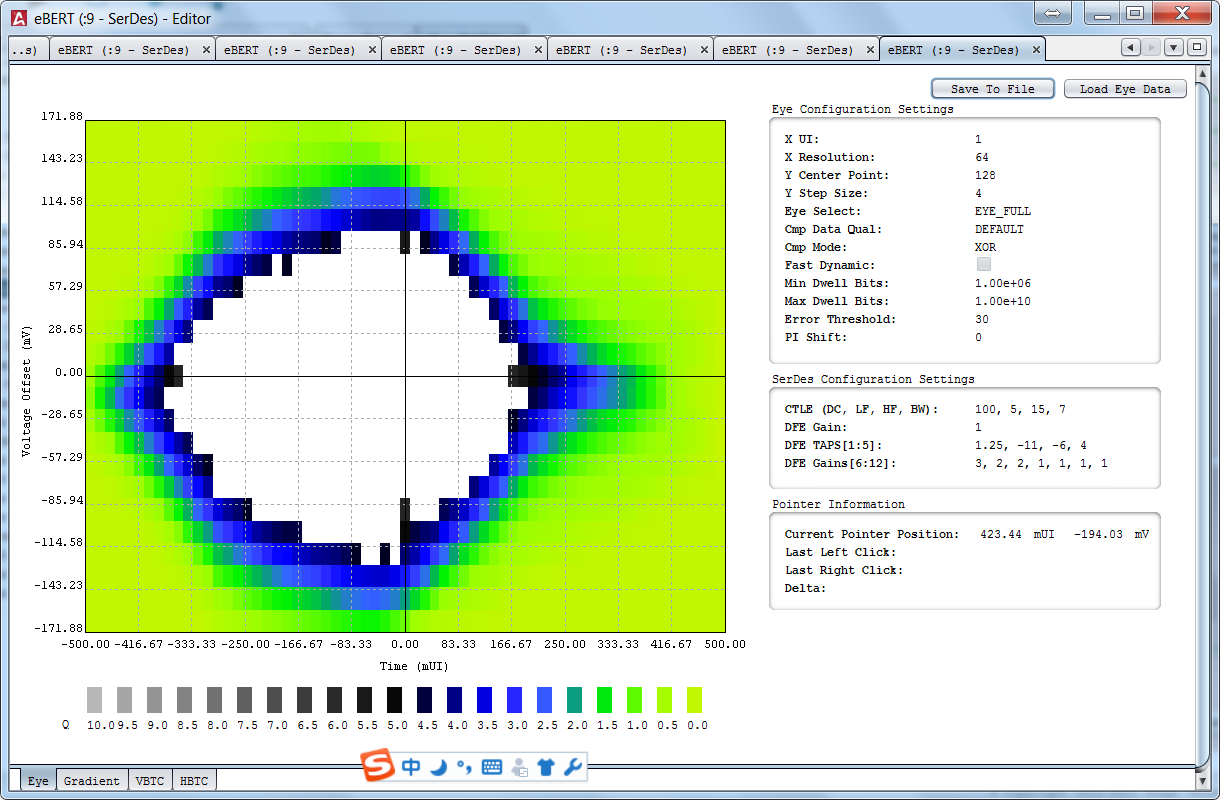 eBERT (:9 - SerDes) - Editor
..s) eBERT (:9 - SerDes) eBERT (:9 - SerDes) eBERT (:9 - SerDes) eBERT (:9 - SerDes) eBERT (:9 - SerDes) eBERT (:9 - SerDes)
Save To File Load Eye Data
Eye Configuration Settings
X UI: 1
X Resolution: 64
Y Center Point: 128
Y Step Size: 4
Eye Select: EYE_FULL
Cmp Data Qual: DEFAULT
Cmp Mode: XOR
Fast Dynamic:
Min Dwell Bits: 1.00e+06
Max Dwell Bits: 1.00e+10
Error Threshold: 30
PI Shift: 0
SerDes Configuration Settings
CTLE (DC, LF, HF, BW): 100, 5, 15, 7
DFE Gain: 1
DFE TAPS[1:5]: 1.25, -11, -6, 4
DFE Gains[6:12]: 3, 2, 2, 1, 1, 1, 1
Pointer Information
Current Pointer Position: 423.44 mUI -194.03 mV
Last Left Click:
Last Right Click:
Delta:
Voltage Offset (mV)
171.88
143.23
114.58
85.94
57.29
28.65
0.00
-28.65
-57.29
-85.94
-114.58
-143.23
-171.88
-500.00 -416.67 -333.33 -250.00 -166.67 -83.33 0.00 83.33 166.67 250.00 333.33 416.67 500.00
Time (mUI)
Q 10.0 9.5 9.0 8.5 8.0 7.5 7.0 6.5 6.0 5.5 5.0 4.5 4.0 3.5 3.0 2.5 2.0 1.5 1.0 0.5 0.0
S 中
Eye Gradient VBTC HBTC